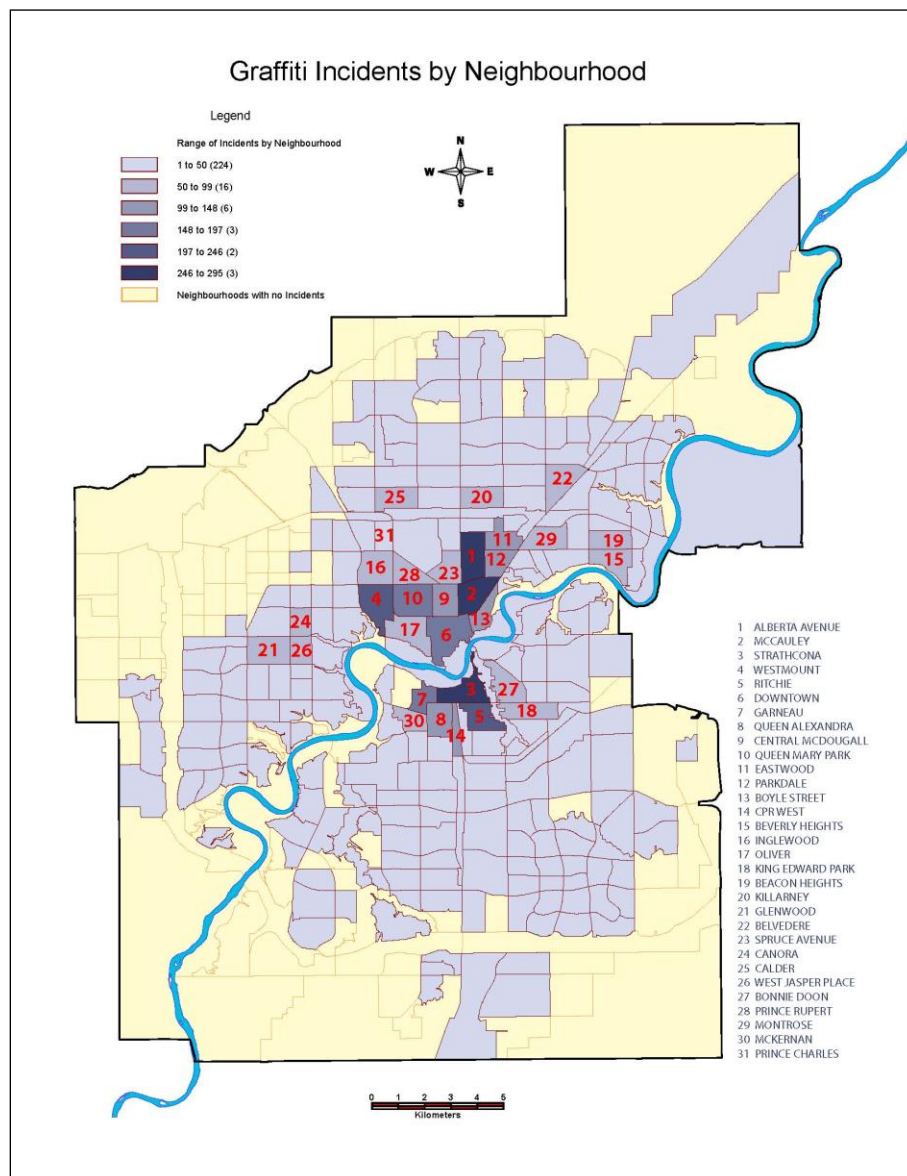 Graffiti Incidents by Neighbourhood
Legend
Range of Incidents by Neighbourhood
1 to 50 (224)
50 to 99 (16)
99 to 148 (6)
148 to 197 (3)
197 to 246 (2)
246 to 295 (3)
Neighbourhoods with no Incidents
N
W E
S
22
25 20
31 11 29 19
1
16 28 23 12 15
4 10 9 2
24 17 6 13
21 26
7 3 27
30 8 5 18
14
1 ALBERTA AVENUE
2 MCCAULEY
3 STRATHCONA
4 WESTMOUNT
5 RITCHIE
6 DOWNTOWN
7 GARNEAU
8 QUEEN ALEXANDRA
9 CENTRAL MCDOUGALL
10 QUEEN MARY PARK
11 EASTWOOD
12 PARKDALE
13 BOYLE STREET
14 CPR WEST
15 BEVERLY HEIGHTS
16 INGLEWOOD
17 OLIVER
18 KING EDWARD PARK
19 BEACON HEIGHTS
20 KILLARNEY
21 GLENWOOD
22 BELVEDERE
23 SPRUCE AVENUE
24 CANORA
25 CALDER
26 WEST JASPER PLACE
27 BONNIE DOON
28 PRINCE RUPERT
29 MONTROSE
30 MCKERNAN
31 PRINCE CHARLES
0 1 2 3 4 5
Kilometers